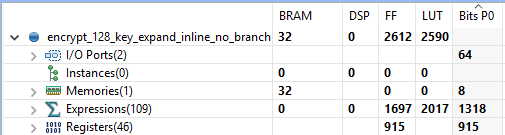 BRAM DSP FF LUT Bits P0
encrypt_128_key_expand_inline_no_branch 32 0 2612 2590
I/O Ports(2) 64
Instances(0) 0 0 0 0
Memories(1) 32 0 0 8
Expressions(109) 0 0 1697 2017 1318
Registers(46) 915 915